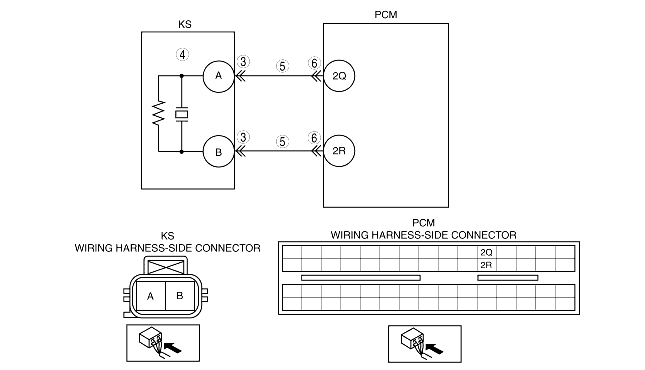 KS
PCM
④
③
⑤
⑥
A
2Q
③
⑤
⑥
B
2R
KS
WIRING HARNESS-SIDE CONNECTOR
PCM
WIRING HARNESS-SIDE CONNECTOR
A
B
2Q
2R